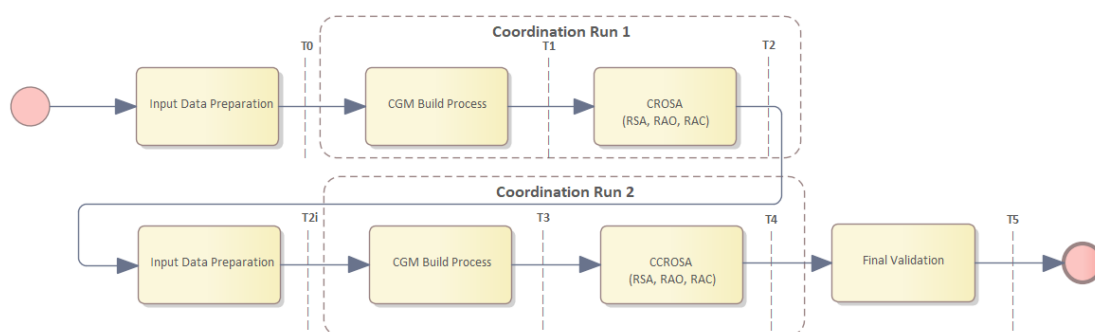 Coordination Run 1
T0
T1
T2
Input Data Preparation
CGM Build Process
CROSA
(RSA, RAO, RAC)
Coordination Run 2
T2i
T3
T4
T5
Input Data Preparation
CGM Build Process
CCROSA
(RSA, RAO, RAC)
Final Validation